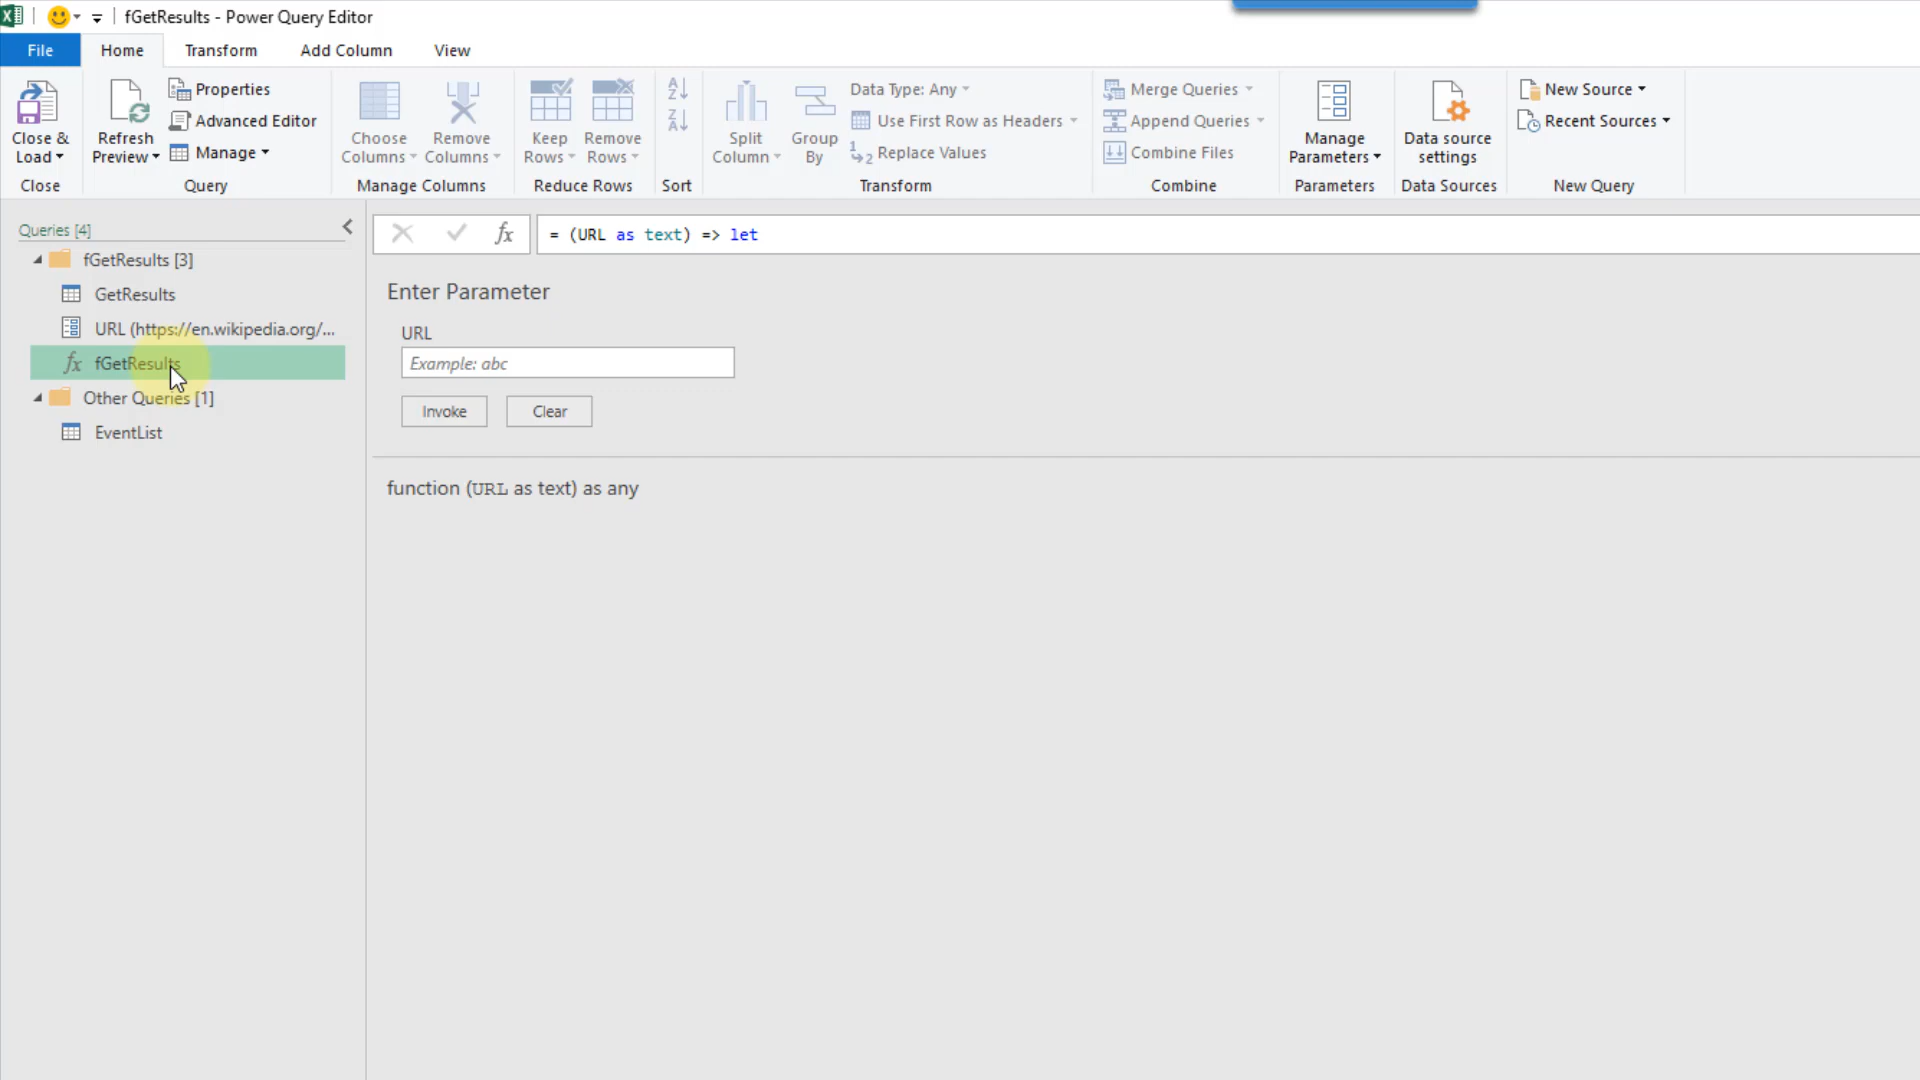 fGetResults - Power Query Editor
File Home Transform Add Column View
Close & Load
Close
Refresh Preview
Properties
Advanced Editor
Manage
Query
Choose Columns
Remove Columns
Manage Columns
Keep Rows
Remove Rows
Reduce Rows
Sort
Split Column
Group By
Data Type: Any
Use First Row as Headers
Replace Values
Transform
Merge Queries
Append Queries
Combine Files
Combine
Manage Parameters
Parameters
Data source settings
Data Sources
New Source
Recent Sources
New Query
Queries [4]
fGetResults [3]
GetResults
URL (https://en.wikipedia.org/...
fGetResults
Other Queries [1]
EventList
= (URL as text) => let
Enter Parameter
URL
Example: abc
Invoke Clear
function (URL as text) as any